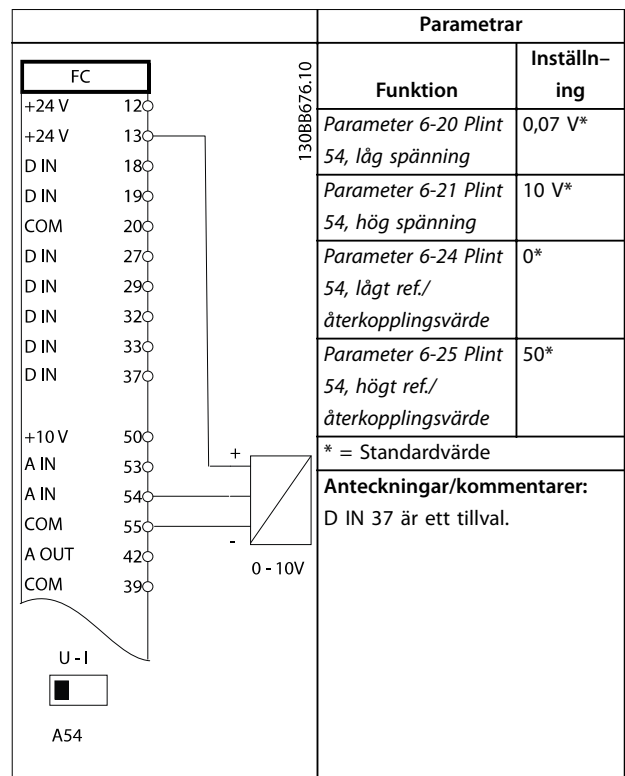 Parametrar
FC
130BB676.10
+24 V 12
+24 V 13
D IN 18
D IN 19
COM 20
D IN 27
D IN 29
D IN 32
D IN 33
D IN 37
+10 V 50
A IN 53
A IN 54
COM 55
A OUT 42
COM 39
+
-
0 - 10V
U - I
A54
Funktion
Inställn–
ing
Parameter 6-20 Plint
54, låg spänning
0,07 V*
Parameter 6-21 Plint
54, hög spänning
10 V*
Parameter 6-24 Plint
54, lågt ref./
återkopplingsvärde
0*
Parameter 6-25 Plint
54, högt ref./
återkopplingsvärde
50*
* = Standardvärde
Anteckningar/kommentarer:
D IN 37 är ett tillval.